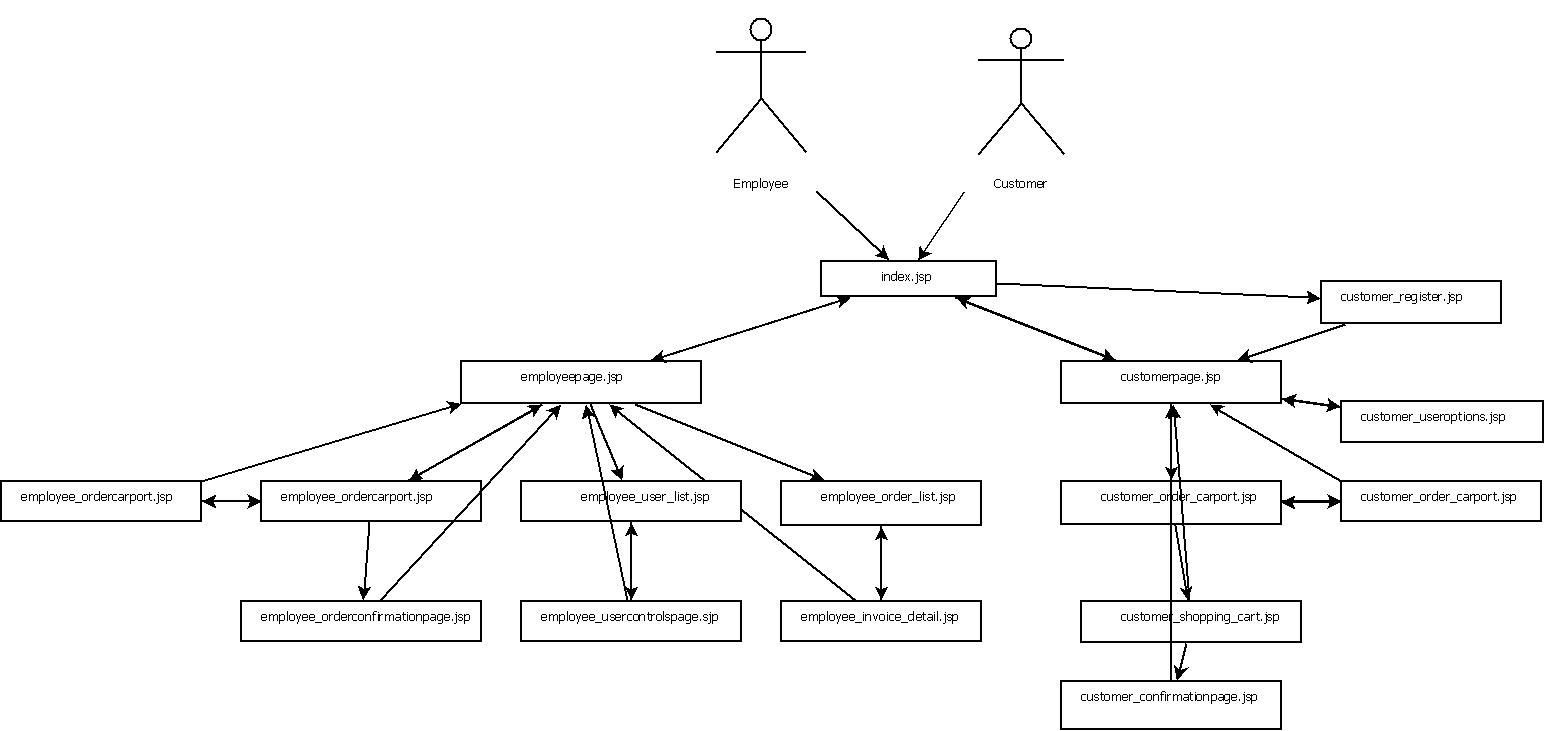 Employee
Customer
index.jsp
customer_register.jsp
employeepage.jsp
customerpage.jsp
customer_useroptions.jsp
employee_ordercarport.jsp
employee_ordercarport.jsp
employee_user_list.jsp
employee_order_list.jsp
customer_order_carport.jsp
customer_order_carport.jsp
employee_orderconfirmationpage.jsp
employee_usercontrolspage.sjp
employee_invoice_detail.jsp
customer_shopping_cart.jsp
customer_confirmationpage.jsp